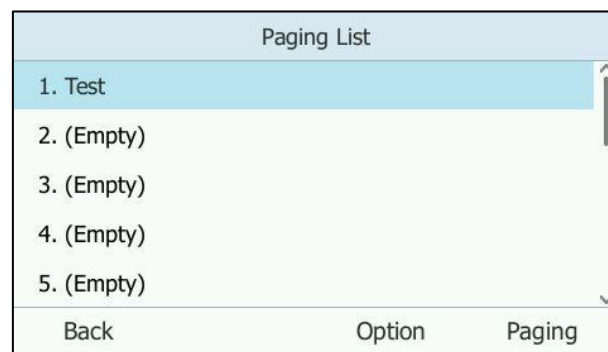 Paging List
1. Test
2. (Empty)
3. (Empty)
4. (Empty)
5. (Empty)
Back Option Paging